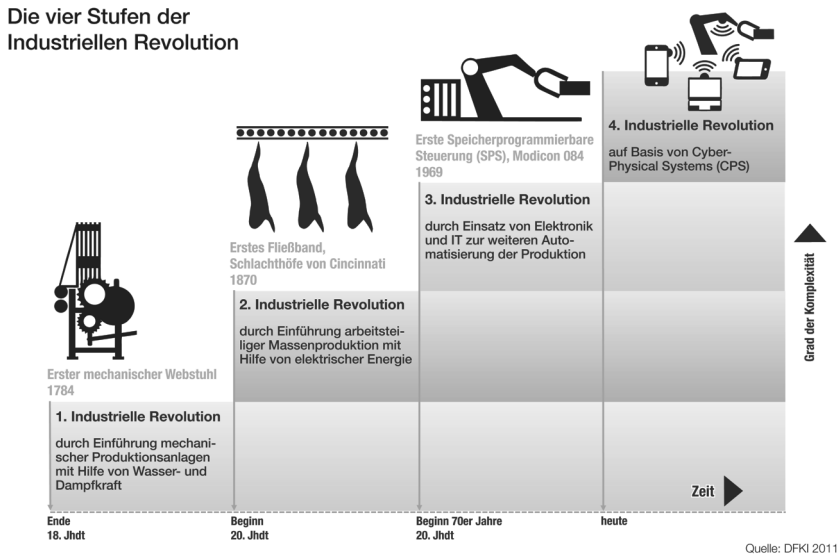 Die vier Stufen der
Industriellen Revolution
Erste Speicherprogrammierbare
Steuerung (SPS), Modicon 084
1969
4. Industrielle Revolution
auf Basis von Cyber-
Physical Systems (CPS)
3. Industrielle Revolution
durch Einsatz von Elektronik
und IT zur weiteren Auto-
matisierung der Produktion
Erstes Fließband,
Schlachthöfe von Cincinnati
1870
2. Industrielle Revolution
durch Einführung arbeitstei-
liger Massenproduktion mit
Hilfe von elektrischer Energie
Erster mechanischer Webstuhl
1784
1. Industrielle Revolution
durch Einführung mechani-
scher Produktionsanlagen
mit Hilfe von Wasser- und
Dampfkraft
Grad der Komplexität
Zeit
Ende
18. Jhdt
Beginn
20. Jhdt
Beginn 70er Jahre
20. Jhdt
heute
Quelle: DFKI 2011